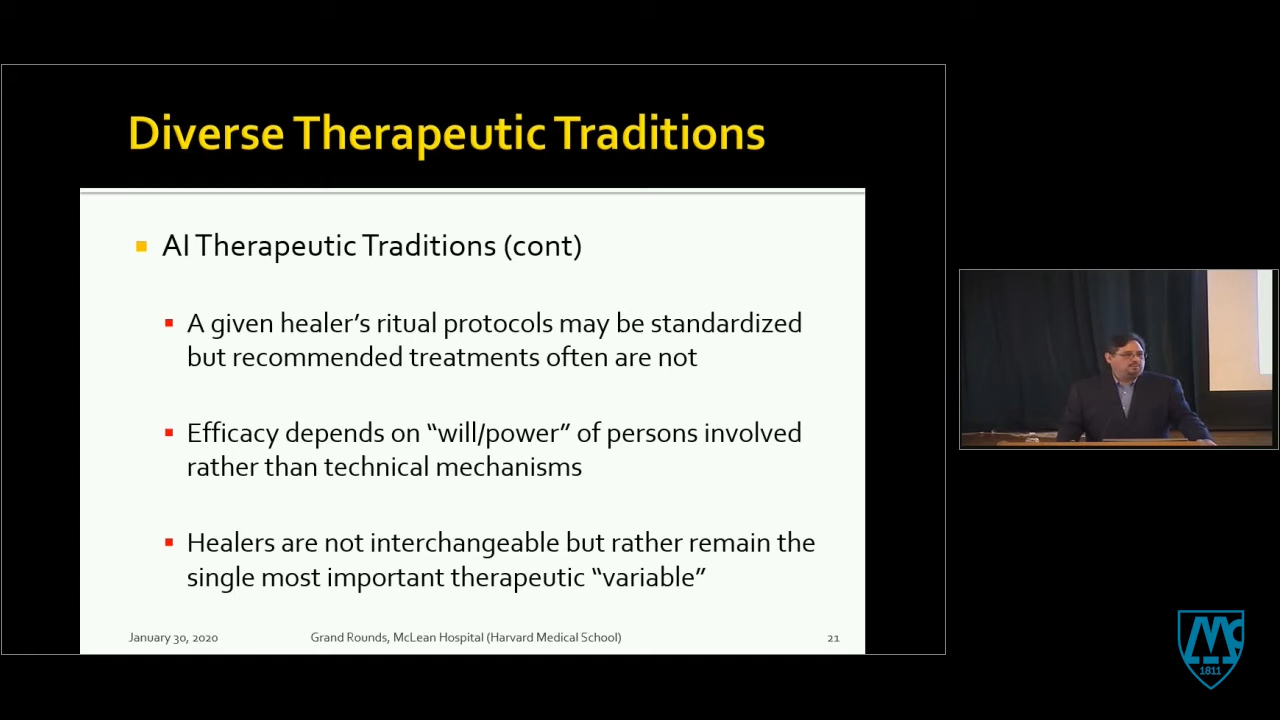 Diverse Therapeutic Traditions
AI Therapeutic Traditions (cont)
A given healer’s ritual protocols may be standardized
but recommended treatments often are not
Efficacy depends on “will/power” of persons involved
rather than technical mechanisms
Healers are not interchangeable but rather remain the
single most important therapeutic “variable”
January 30, 2020 Grand Rounds, McLean Hospital (Harvard Medical School) 21
Mc
1811